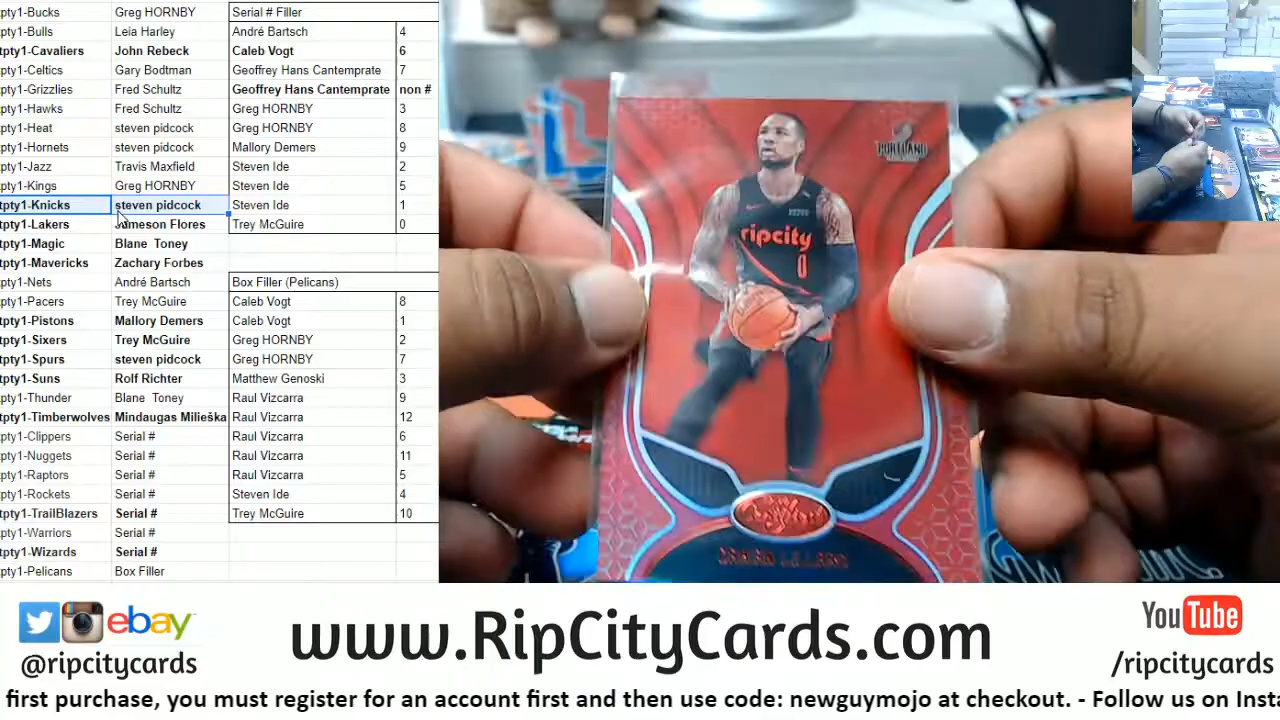 pty1-Bucks Greg HORNBY Serial # Filler
pty1-Bulls Leia Harley André Bartsch 4
tpty1-Cavaliers John Rebeck Caleb Vogt 6
pty1-Celtics Gary Bodtman Geoffrey Hans Cantemprate 7
pty1-Grizzlies Fred Schultz Geoffrey Hans Cantemprate non #
pty1-Hawks Fred Schultz Greg HORNBY 3
pty1-Heat steven pidcock Greg HORNBY 8
pty1-Hornets steven pidcock Mallory Demers 9
pty1-Jazz Travis Maxfield Steven Ide 2
pty1-Kings Greg HORNBY Steven Ide 5
tpty1-Knicks steven pidcock Steven Ide 1
tpty1-Lakers Jameson Flores Trey McGuire 0
tpty1-Magic Blane Toney
tpty1-Mavericks Zachary Forbes
pty1-Nets André Bartsch Box Filler (Pelicans)
pty1-Pacers Trey McGuire Caleb Vogt 8
tpty1-Pistons Mallory Demers Caleb Vogt 1
tpty1-Sixers Trey McGuire Greg HORNBY 2
tpty1-Spurs steven pidcock Greg HORNBY 7
tpty1-Suns Rolf Richter Matthew Genoski 3
pty1-Thunder Blane Toney Raul Vizcarra 9
tpty1-Timberwolves Mindaugas Milieška Raul Vizcarra 12
pty1-Clippers Serial # Raul Vizcarra 6
pty1-Nuggets Serial # Raul Vizcarra 11
pty1-Raptors Serial # Raul Vizcarra 5
pty1-Rockets Serial # Steven Ide 4
tpty1-TrailBlazers Serial # Trey McGuire 10
pty1-Warriors Serial #
tpty1-Wizards Serial #
pty1-Pelicans Box Filler
PORTLAND
ripcity
0
ebay
@ripcitycards
www.RipCityCards.com
YouTube
/ripcitycards
first purchase, you must register for an account first and then use code: newguymojo at checkout. - Follow us on Insta